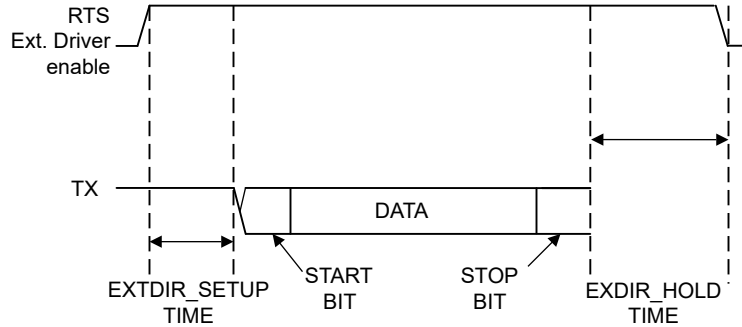 RTS
Ext. Driver
enable
TX
DATA
START
BIT
STOP
BIT
EXTDIR_SETUP
TIME
EXDIR_HOLD
TIME